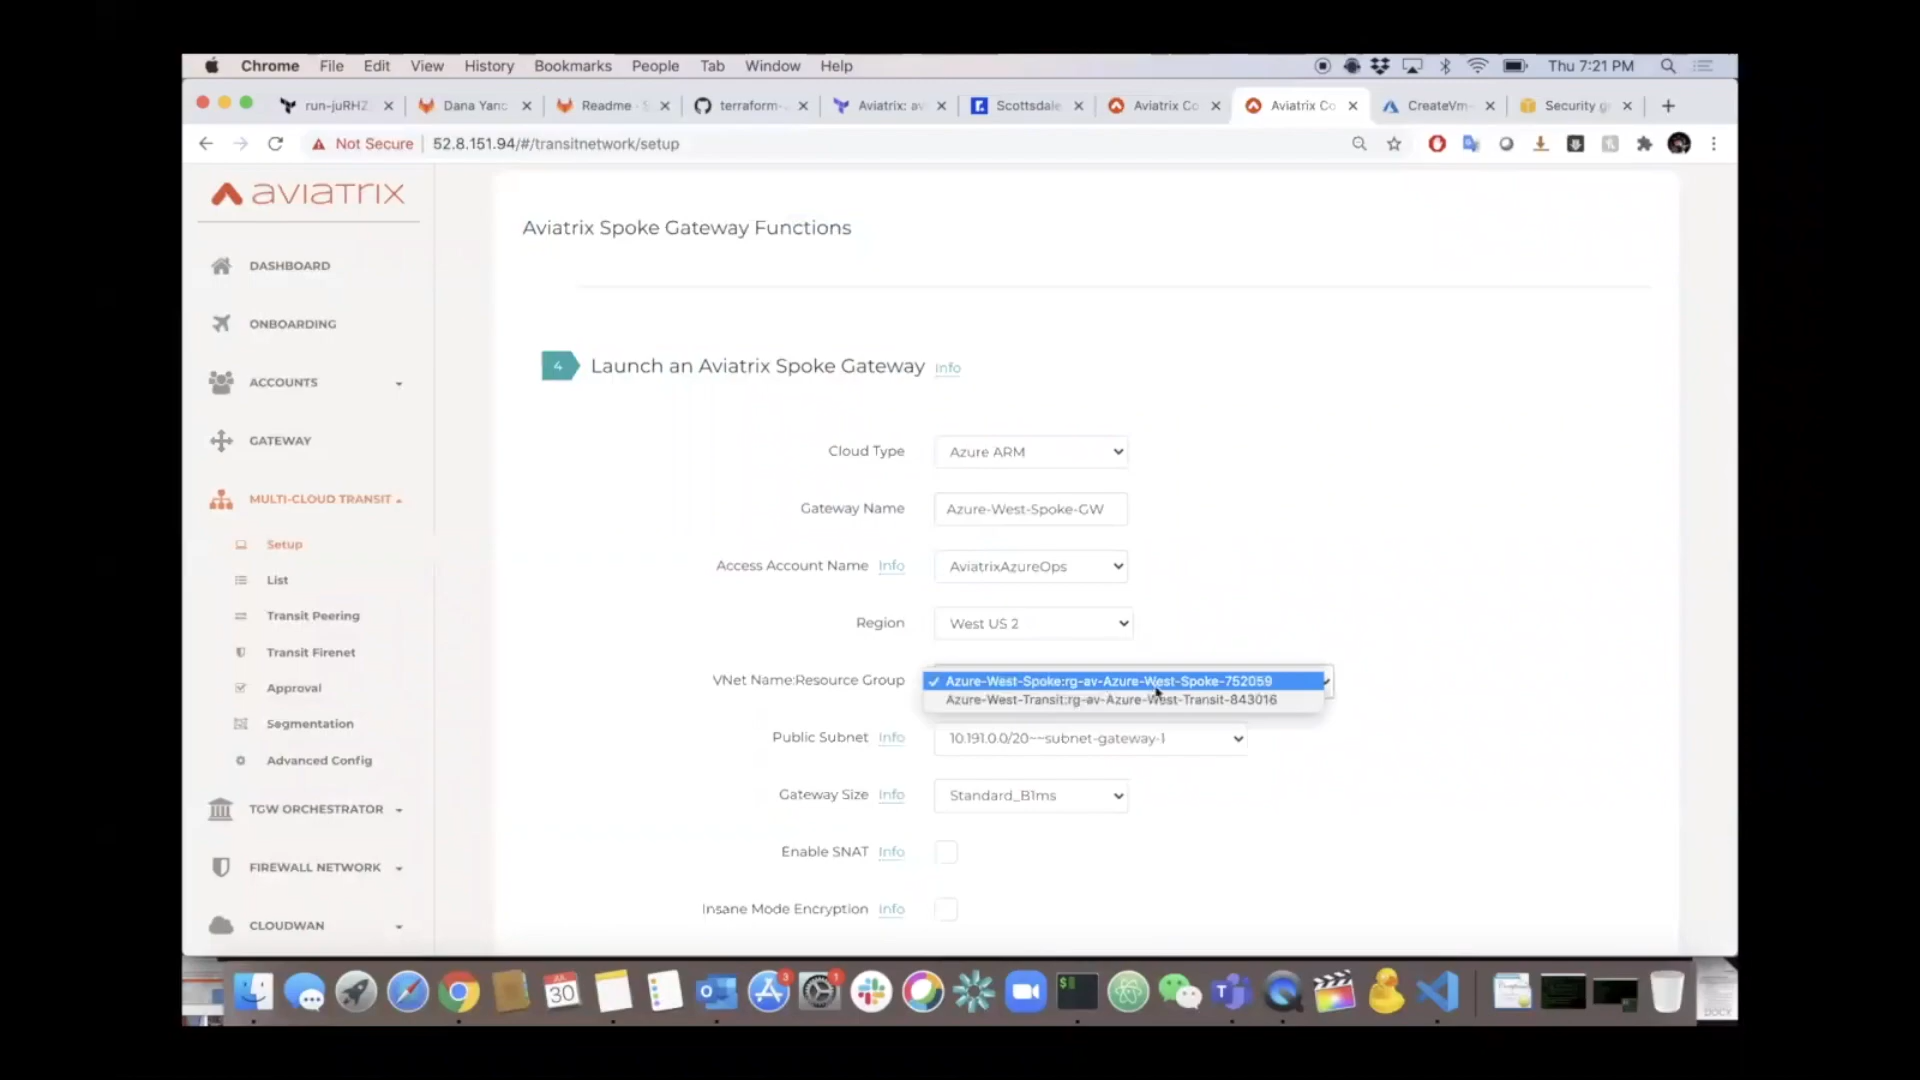 Chrome File Edit View History Bookmarks People Tab Window Help Thu 7:21 PM
run-juRHZ Dana Yanc Readme - S terraform- Aviatrix: av Scottsdale Aviatrix Co Aviatrix Co CreateVm- Security g
Not Secure 52.8.151.94/#/transitnetwork/setup
aviatrix
Aviatrix Spoke Gateway Functions
DASHBOARD
ONBOARDING
4 Launch an Aviatrix Spoke Gateway Info
ACCOUNTS
GATEWAY
Cloud Type Azure ARM
MULTI-CLOUD TRANSIT
Gateway Name Azure-West-Spoke-GW
Setup
Access Account Name Info AviatrixAzureOps
List
Transit Peering
Region West US 2
Transit Firenet
VNet Name:Resource Group Azure-West-Spoke:rg-av-Azure-West-Spoke-752059
Approval
Azure-West-Transit:rg-av-Azure-West-Transit-843016
Segmentation
Public Subnet Info 10.191.0.0/20~~subnet-gateway-1
Advanced Config
Gateway Size Info Standard_B1ms
TGW ORCHESTRATOR
Enable SNAT Info
FIREWALL NETWORK
Insane Mode Encryption Info
CLOUDWAN
JUL
30
3
1
DOCX